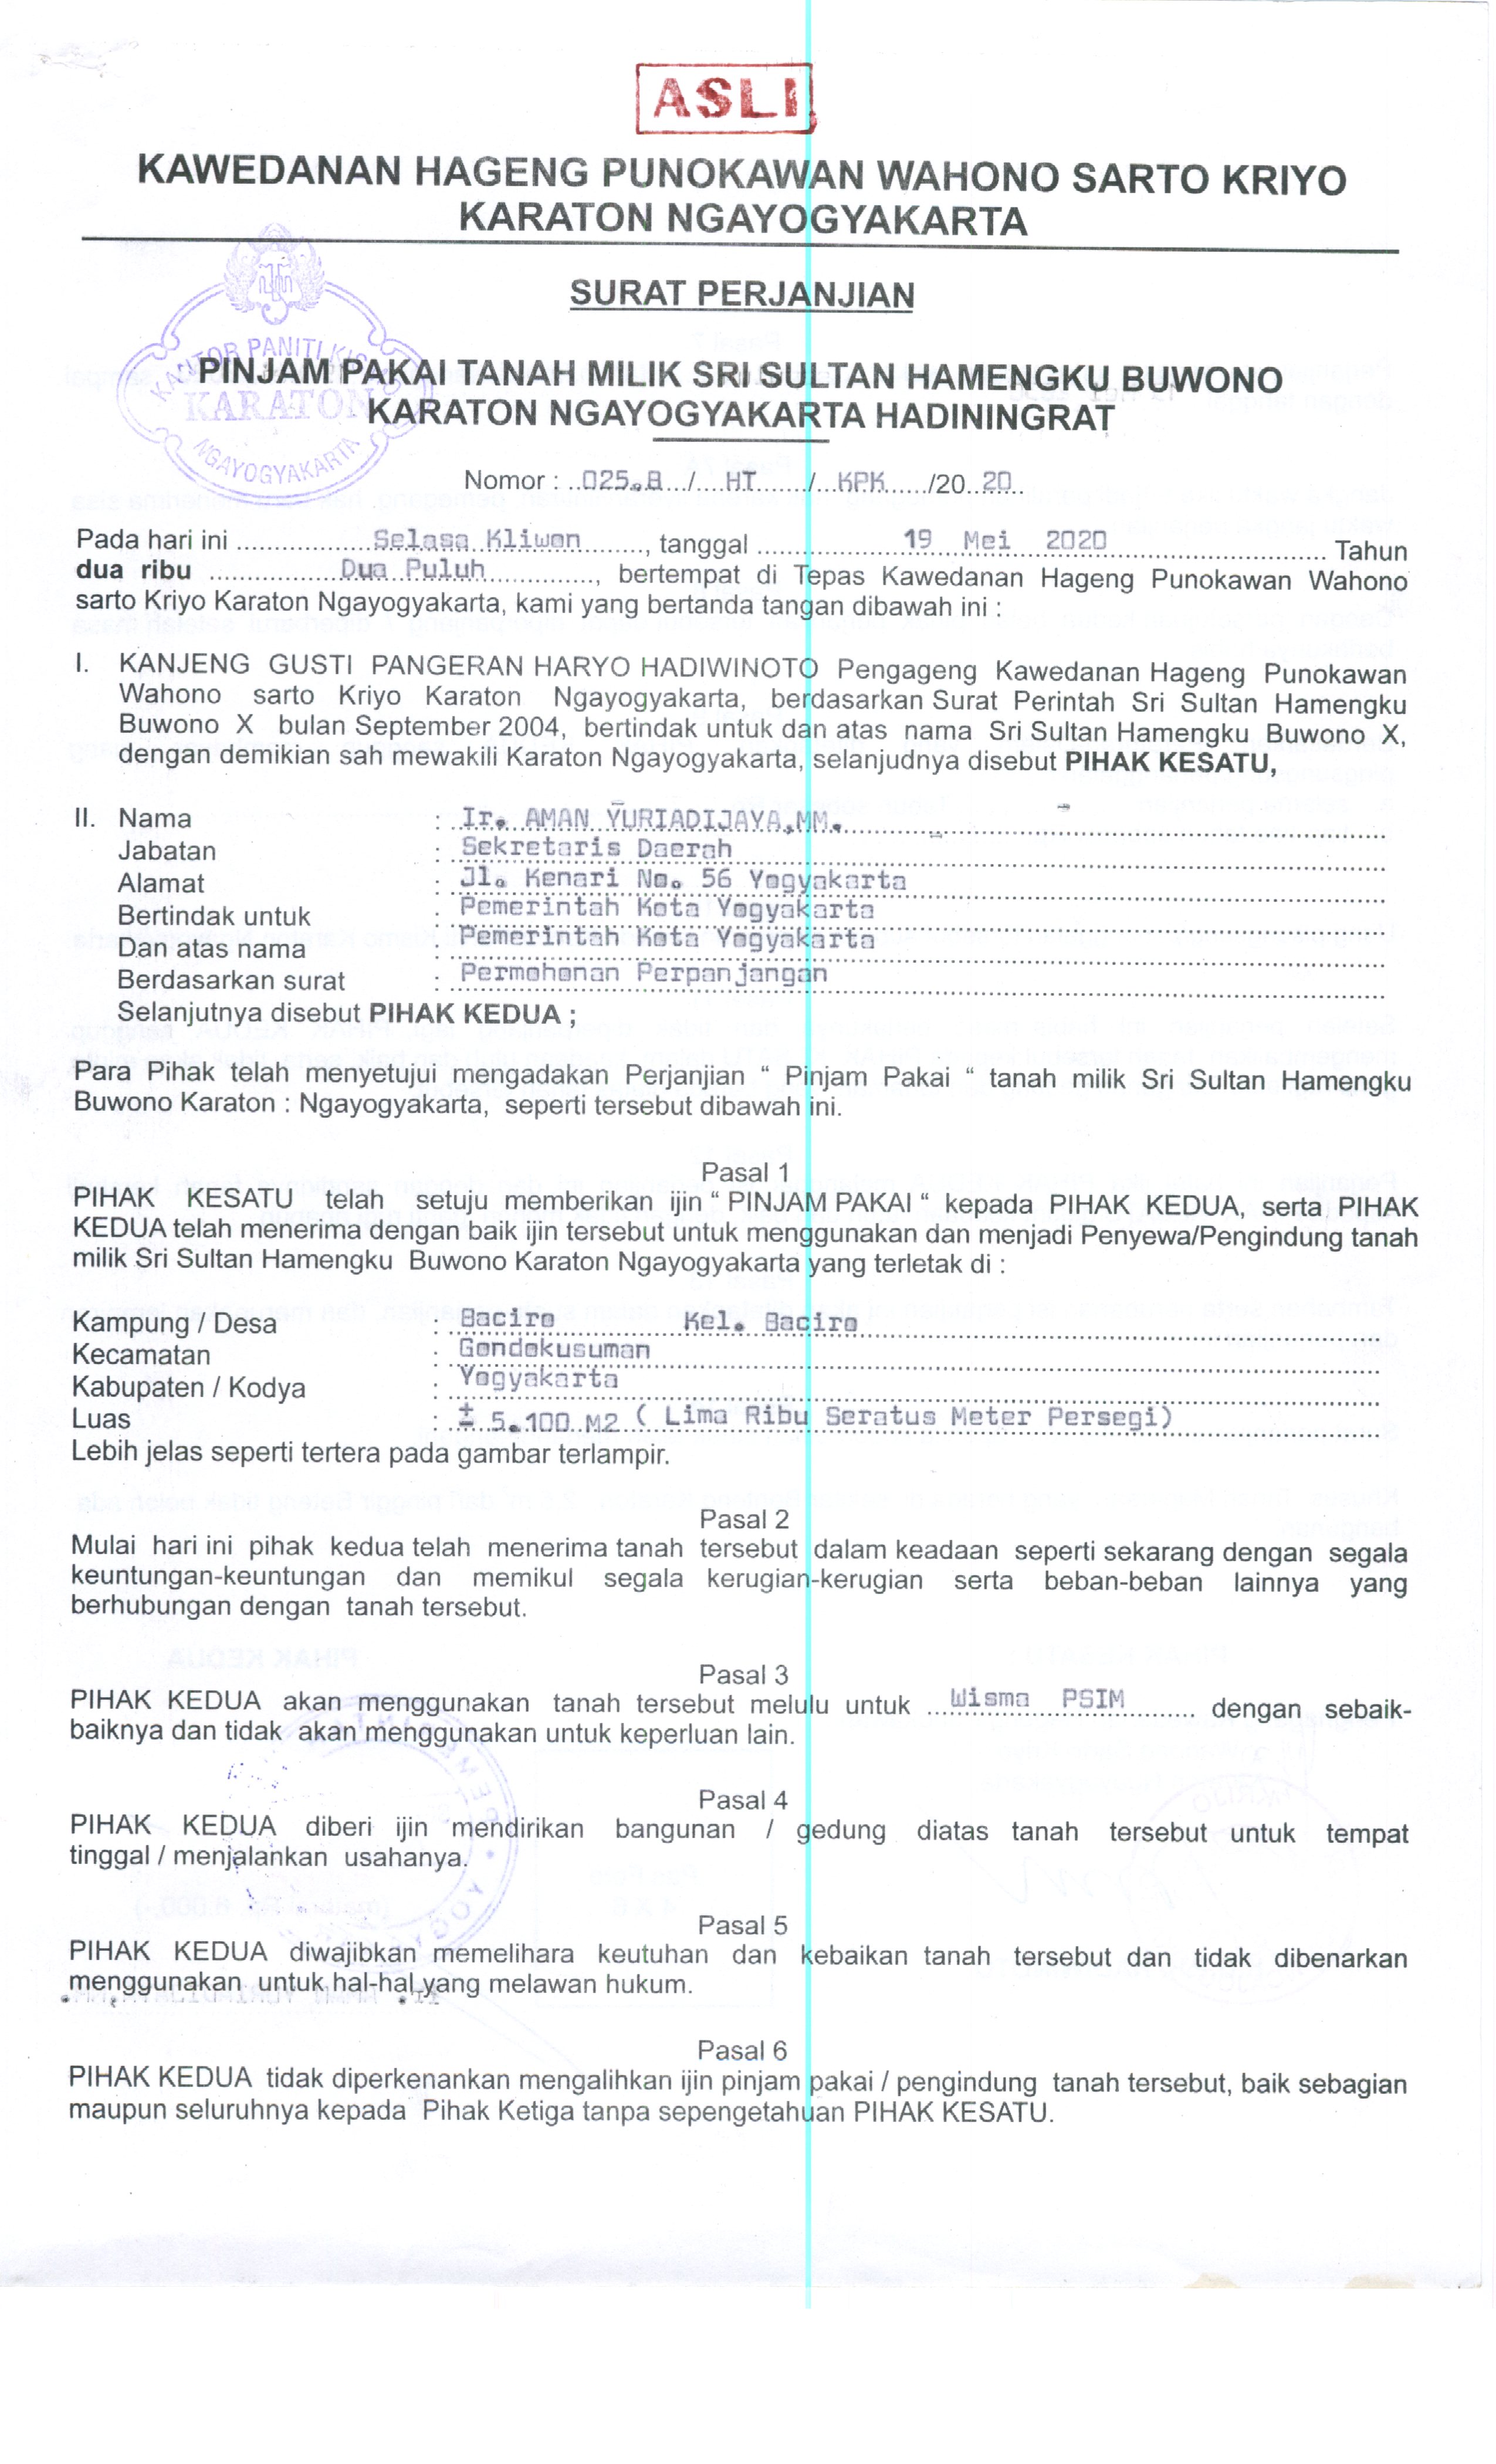 ASLI
KAWEDANAN HAGENG PUNOKAWAN WAHONO SARTO KRIYO
KARATON NGAYOGYAKARTA
SURAT PERJANJIAN
KANTOR PANITI KISMO
KARATON
NGAYOGYAKARTA
PINJAM PAKAI TANAH MILIK SRI SULTAN HAMENGKU BUWONO
KARATON NGAYOGYAKARTA HADININGRAT
Nomor : 025.B / HT / KPK /20 20
Pada hari ini Selasa Kliwon, tanggal 19 Mei 2020 Tahun
dua ribu Dua Puluh, bertempat di Tepas Kawedanan Hageng Punokawan Wahono
sarto Kriyo Karaton Ngayogyakarta, kami yang bertanda tangan dibawah ini :
I. KANJENG GUSTI PANGERAN HARYO HADIWINOTO Pengageng Kawedanan Hageng Punokawan
Wahono sarto Kriyo Karaton Ngayogyakarta, berdasarkan Surat Perintah Sri Sultan Hamengku
Buwono X bulan September 2004, bertindak untuk dan atas nama Sri Sultan Hamengku Buwono X,
dengan demikian sah mewakili Karaton Ngayogyakarta, selanjudnya disebut PIHAK KESATU,
II. Nama : Ir. AMAN YURIADIJAYA,MM.
Jabatan : Sekretaris Daerah
Alamat : Jl. Kenari No. 56 Yogyakarta
Bertindak untuk : Pemerintah Kota Yogyakarta
Dan atas nama : Pemerintah Kota Yogyakarta
Berdasarkan surat : Permohonan Perpanjangan
Selanjutnya disebut PIHAK KEDUA ;
Para Pihak telah menyetujui mengadakan Perjanjian “ Pinjam Pakai “ tanah milik Sri Sultan Hamengku
Buwono Karaton : Ngayogyakarta, seperti tersebut dibawah ini.
Pasal 1
PIHAK KESATU telah setuju memberikan ijin “ PINJAM PAKAI “ kepada PIHAK KEDUA, serta PIHAK
KEDUA telah menerima dengan baik ijin tersebut untuk menggunakan dan menjadi Penyewa/Pengindung tanah
milik Sri Sultan Hamengku Buwono Karaton Ngayogyakarta yang terletak di :
Kampung / Desa : Baciro Kel. Baciro
Kecamatan : Gondokusuman
Kabupaten / Kodya : Yogyakarta
Luas : ± 5.100 M2 ( Lima Ribu Seratus Meter Persegi)
Lebih jelas seperti tertera pada gambar terlampir.
Pasal 2
Mulai hari ini pihak kedua telah menerima tanah tersebut dalam keadaan seperti sekarang dengan segala
keuntungan-keuntungan dan memikul segala kerugian-kerugian serta beban-beban lainnya yang
berhubungan dengan tanah tersebut.
Pasal 3
PIHAK KEDUA akan menggunakan tanah tersebut melulu untuk Wisma PSIM dengan sebaik-
baiknya dan tidak akan menggunakan untuk keperluan lain.
Pasal 4
PIHAK KEDUA diberi ijin mendirikan bangunan / gedung diatas tanah tersebut untuk tempat
tinggal / menjalankan usahanya.
Pasal 5
PIHAK KEDUA diwajibkan memelihara keutuhan dan kebaikan tanah tersebut dan tidak dibenarkan
menggunakan untuk hal-hal yang melawan hukum.
Pasal 6
PIHAK KEDUA tidak diperkenankan mengalihkan ijin pinjam pakai / pengindung tanah tersebut, baik sebagian
maupun seluruhnya kepada Pihak Ketiga tanpa sepengetahuan PIHAK KESATU.